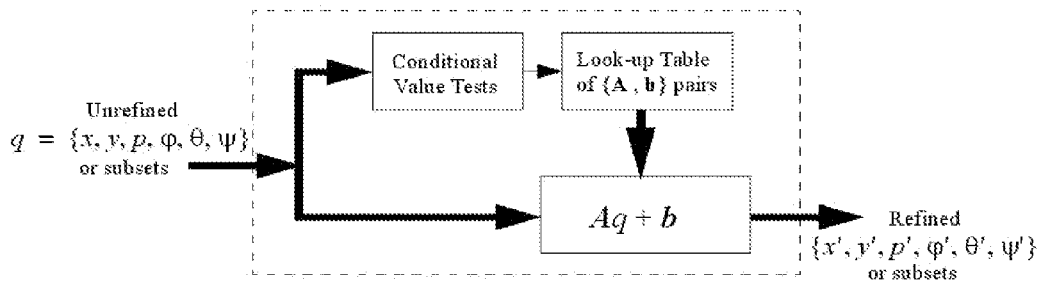 Unrefined
q = {x, y, p, φ, θ, ψ}
or subsets
Conditional
Value Tests
Look-up Table
of {A , b} pairs
Aq + b
Refined
{x', y', p', φ', θ', ψ'}
or subsets